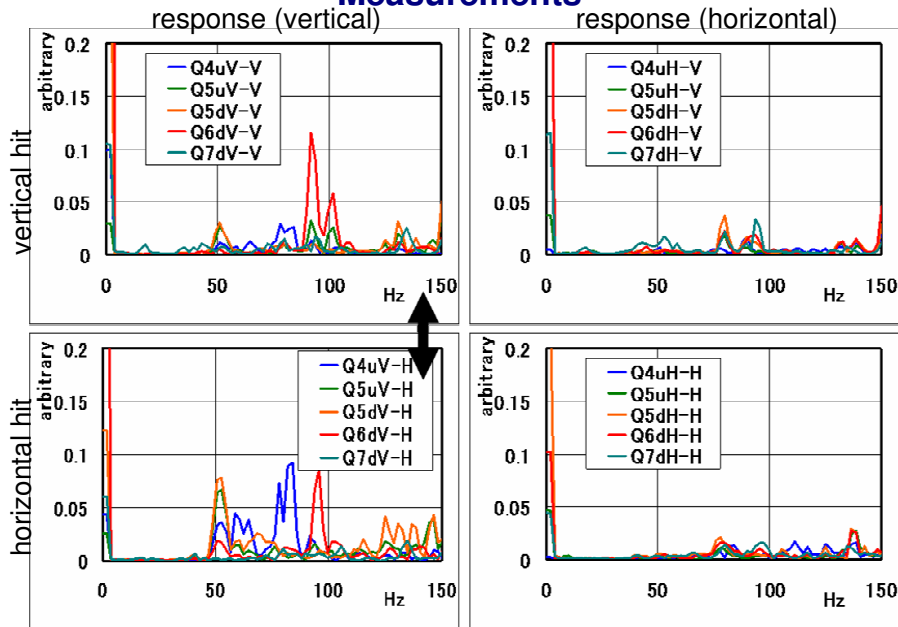 Measurements
response (vertical)
response (horizontal)
vertical hit
arbitrary
0.2
0.15
0.1
0.05
0
Q4uV-V
Q5uV-V
Q5dV-V
Q6dV-V
Q7dV-V
0
50
100
150
Hz
arbitrary
0.2
0.15
0.1
0.05
0
Q4uH-V
Q5uH-V
Q5dH-V
Q6dH-V
Q7dH-V
0
50
100
150
Hz
horizontal hit
arbitrary
0.2
0.15
0.1
0.05
0
Q4uV-H
Q5uV-H
Q5dV-H
Q6dV-H
Q7dV-H
0
50
100
150
Hz
arbitrary
0.2
0.15
0.1
0.05
0
Q4uH-H
Q5uH-H
Q5dH-H
Q6dH-H
Q7dH-H
0
50
100
150
Hz